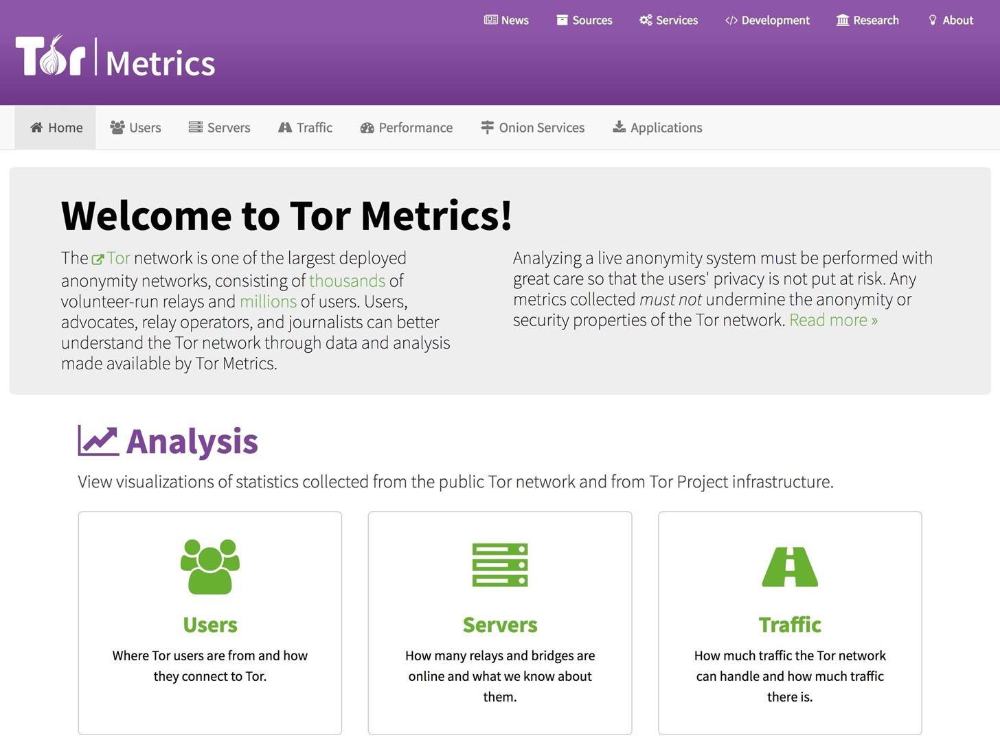 News Sources Services Development Research About
Tor | Metrics
Home Users Servers Traffic Performance Onion Services Applications
Welcome to Tor Metrics!
The Tor network is one of the largest deployed
anonymity networks, consisting of thousands of
volunteer-run relays and millions of users. Users,
advocates, relay operators, and journalists can better
understand the Tor network through data and analysis
made available by Tor Metrics.
Analyzing a live anonymity system must be performed with
great care so that the users' privacy is not put at risk. Any
metrics collected must not undermine the anonymity or
security properties of the Tor network. Read more »
Analysis
View visualizations of statistics collected from the public Tor network and from Tor Project infrastructure.
Users
Where Tor users are from and how
they connect to Tor.
Servers
How many relays and bridges are
online and what we know about
them.
Traffic
How much traffic the Tor network
can handle and how much traffic
there is.